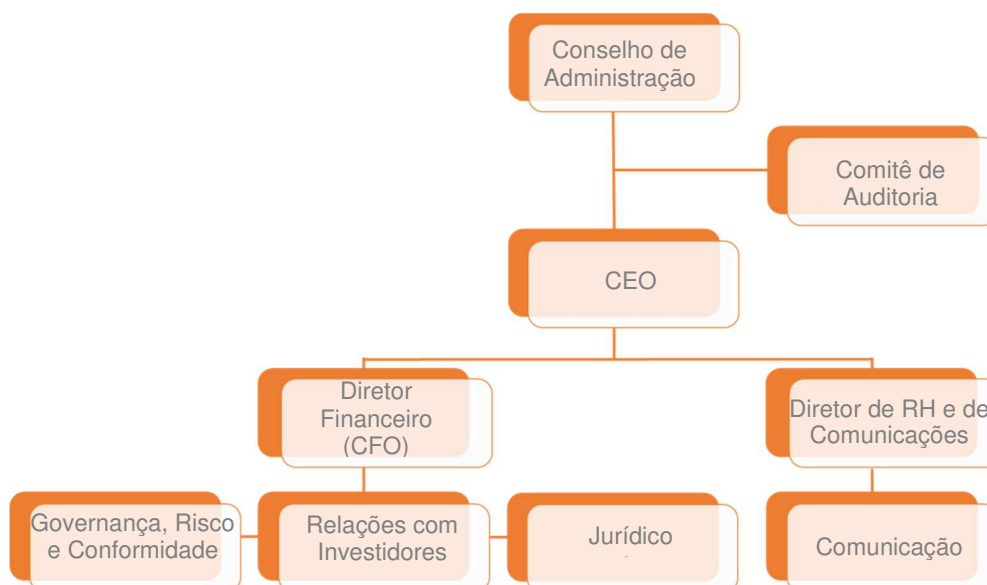 Conselho de
Administração
Comitê de
Auditoria
CEO
Diretor
Financeiro
(CFO)
Diretor de RH e de
Comunicações
Governança, Risco
e Conformidade
Relações com
Investidores
Jurídico
Comunicação